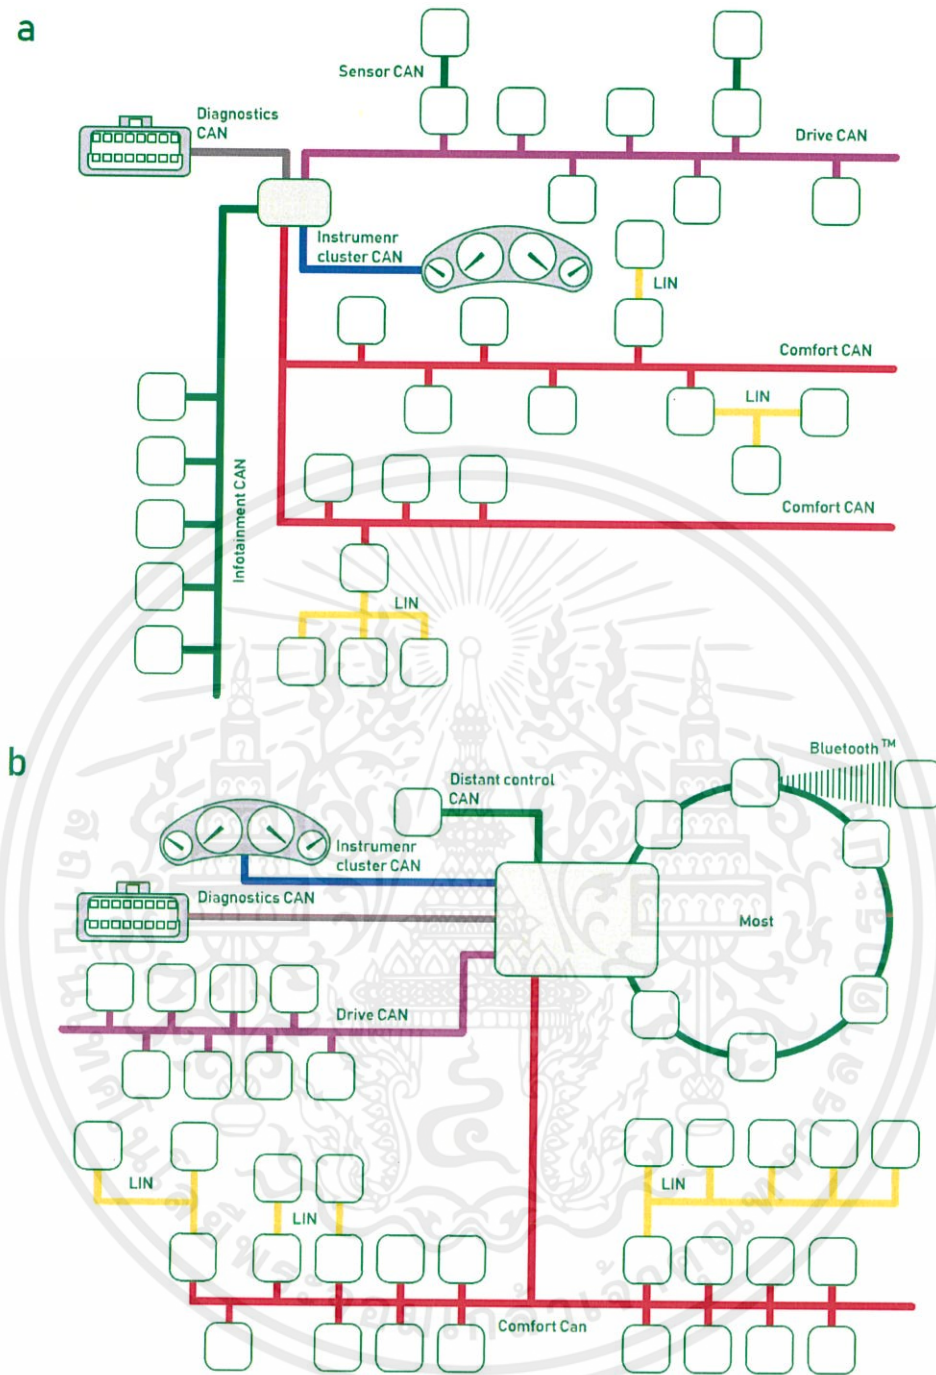 a
Sensor CAN
Diagnostics
CAN
Drive CAN
Instrumenr
cluster CAN
LIN
Comfort CAN
LIN
Infotainment CAN
Comfort CAN
LIN
b
Bluetooth™
Distant control
CAN
Instrumenr
cluster CAN
Diagnostics CAN
Most
Drive CAN
LIN
LIN
LIN
Comfort Can